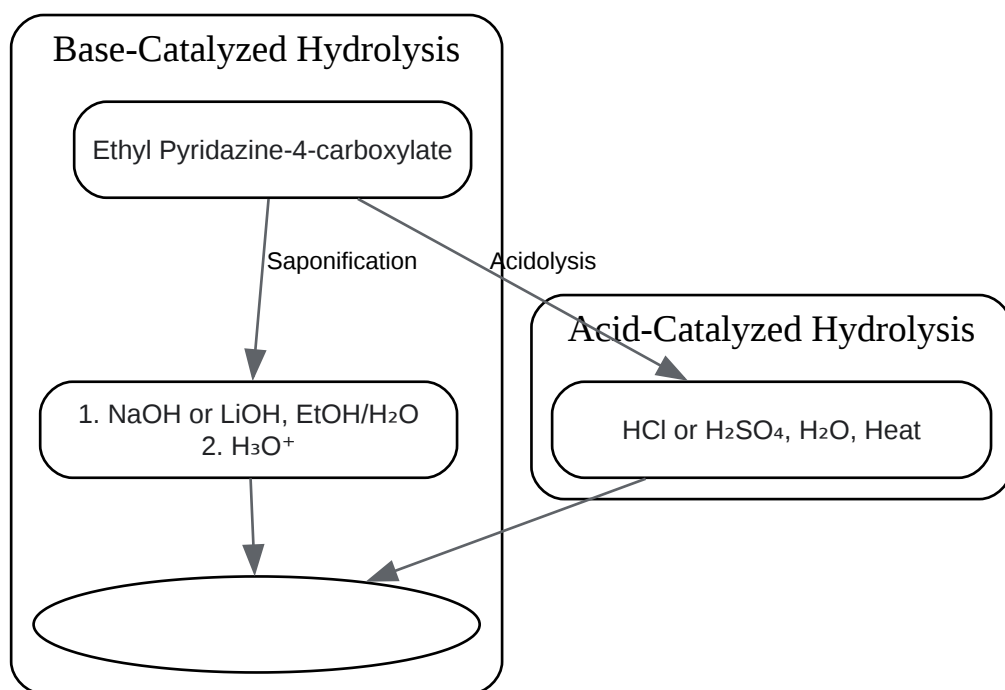 Base-Catalyzed Hydrolysis
Ethyl Pyridazine-4-carboxylate
Saponification
Acidolysis
Acid-Catalyzed Hydrolysis
1. NaOH or LiOH, EtOH/H₂O
2. H₃O⁺
HCl or H₂SO₄, H₂O, Heat